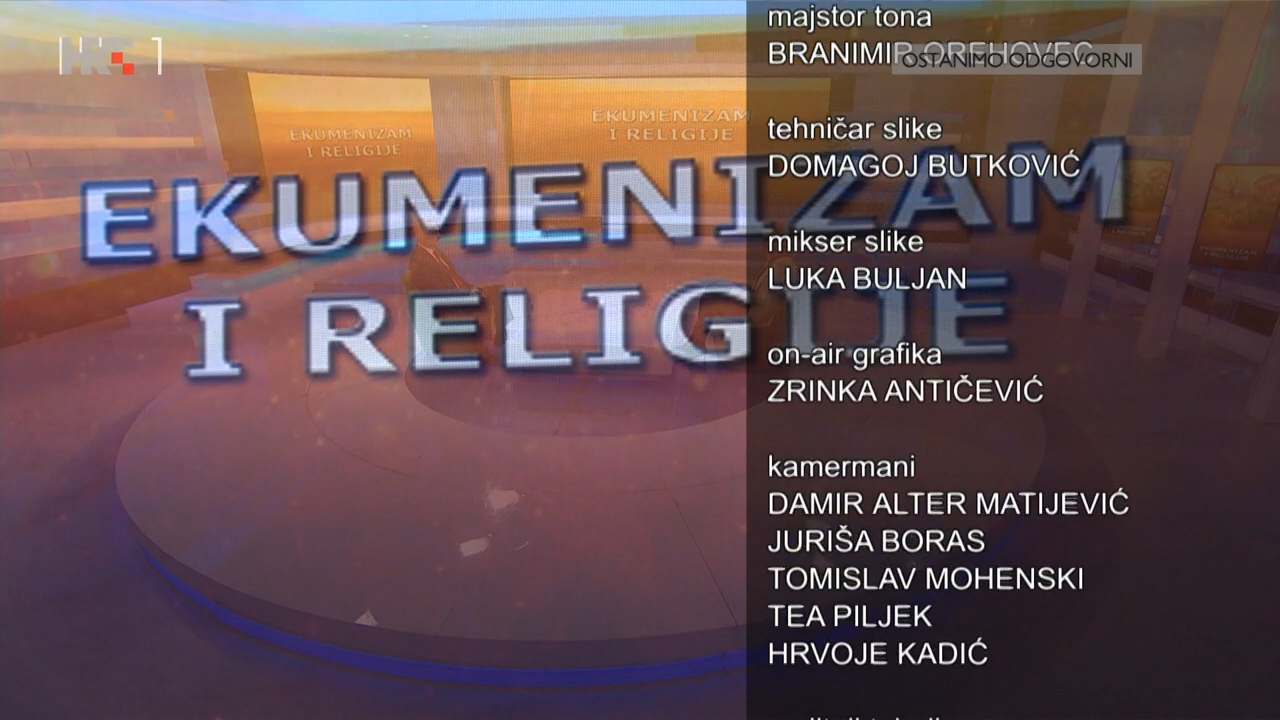 HRT 1
OSTANIMO ODGOVORNI
EKUMENIZAM
I RELIGIJE
EKUMENIZAM
I RELIGIJE
EKUMENIZAM
I RELIGIJE
majstor tona
BRANIMIR OREHOVEC
tehničar slike
DOMAGOJ BUTKOVIĆ
mikser slike
LUKA BULJAN
on-air grafika
ZRINKA ANTIČEVIĆ
kamermani
DAMIR ALTER MATIJEVIĆ
JURIŠA BORAS
TOMISLAV MOHENSKI
TEA PILJEK
HRVOJE KADIĆ